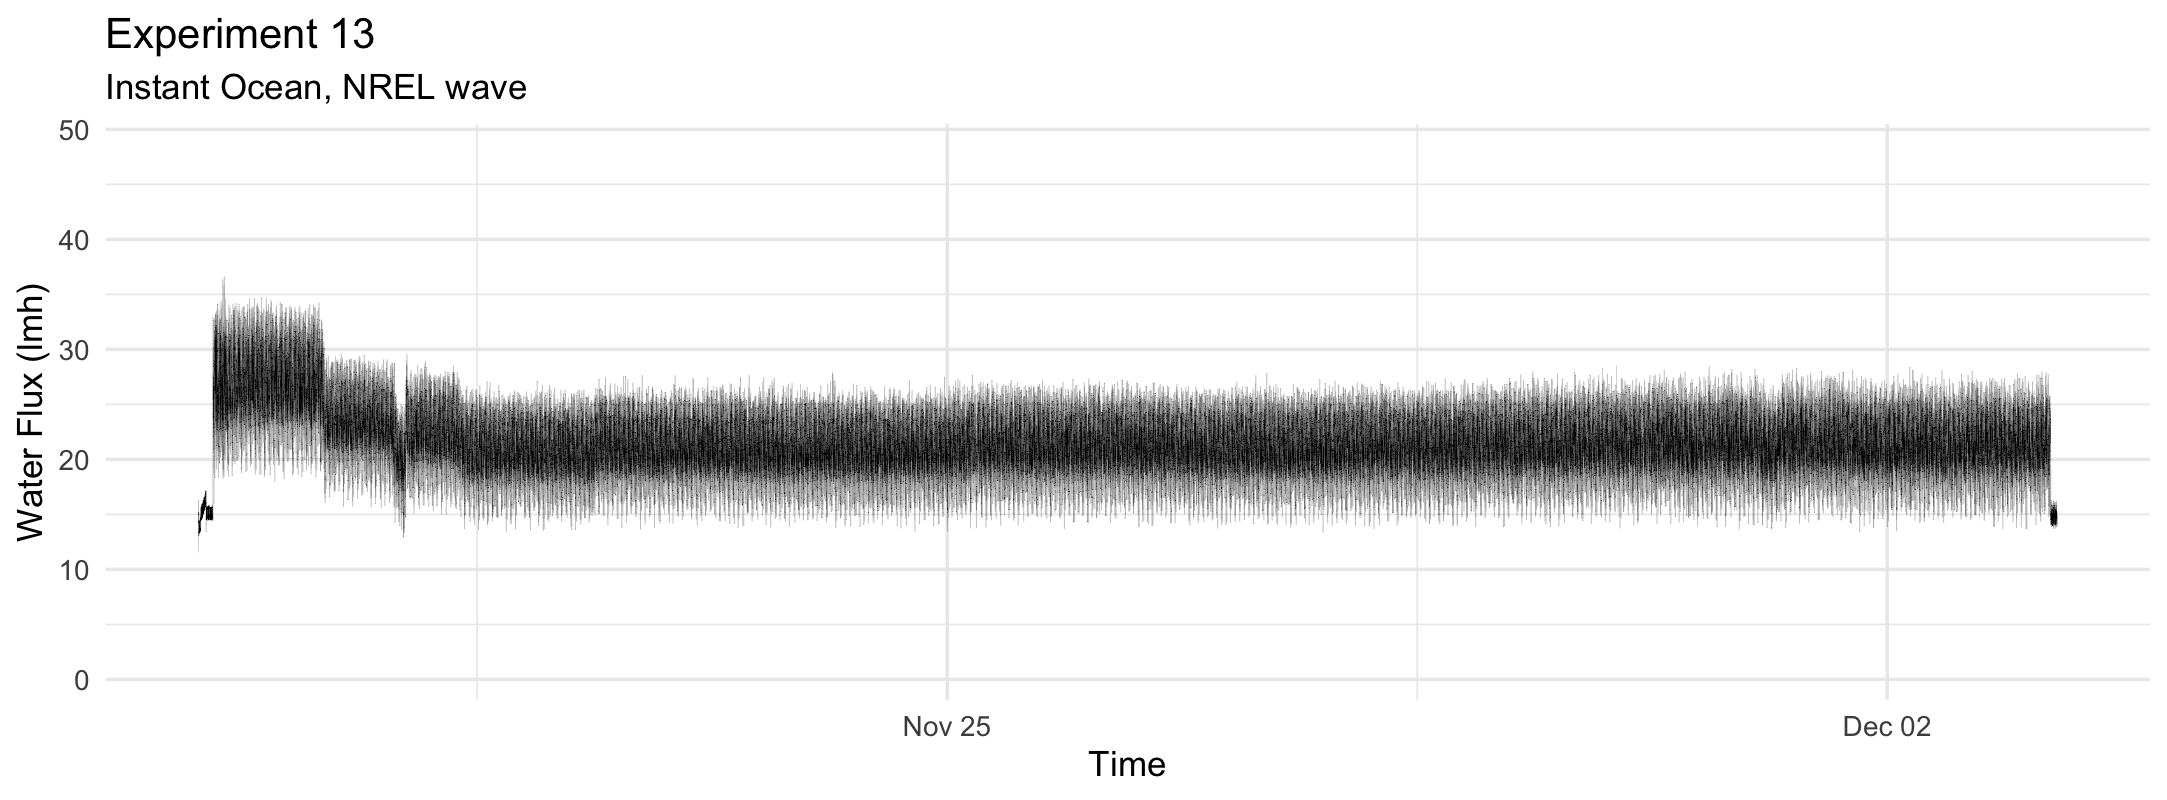 Experiment 13
Instant Ocean, NREL wave
50
40
30
20
10
0
Water Flux (lmh)
Nov 25
Dec 02
Time